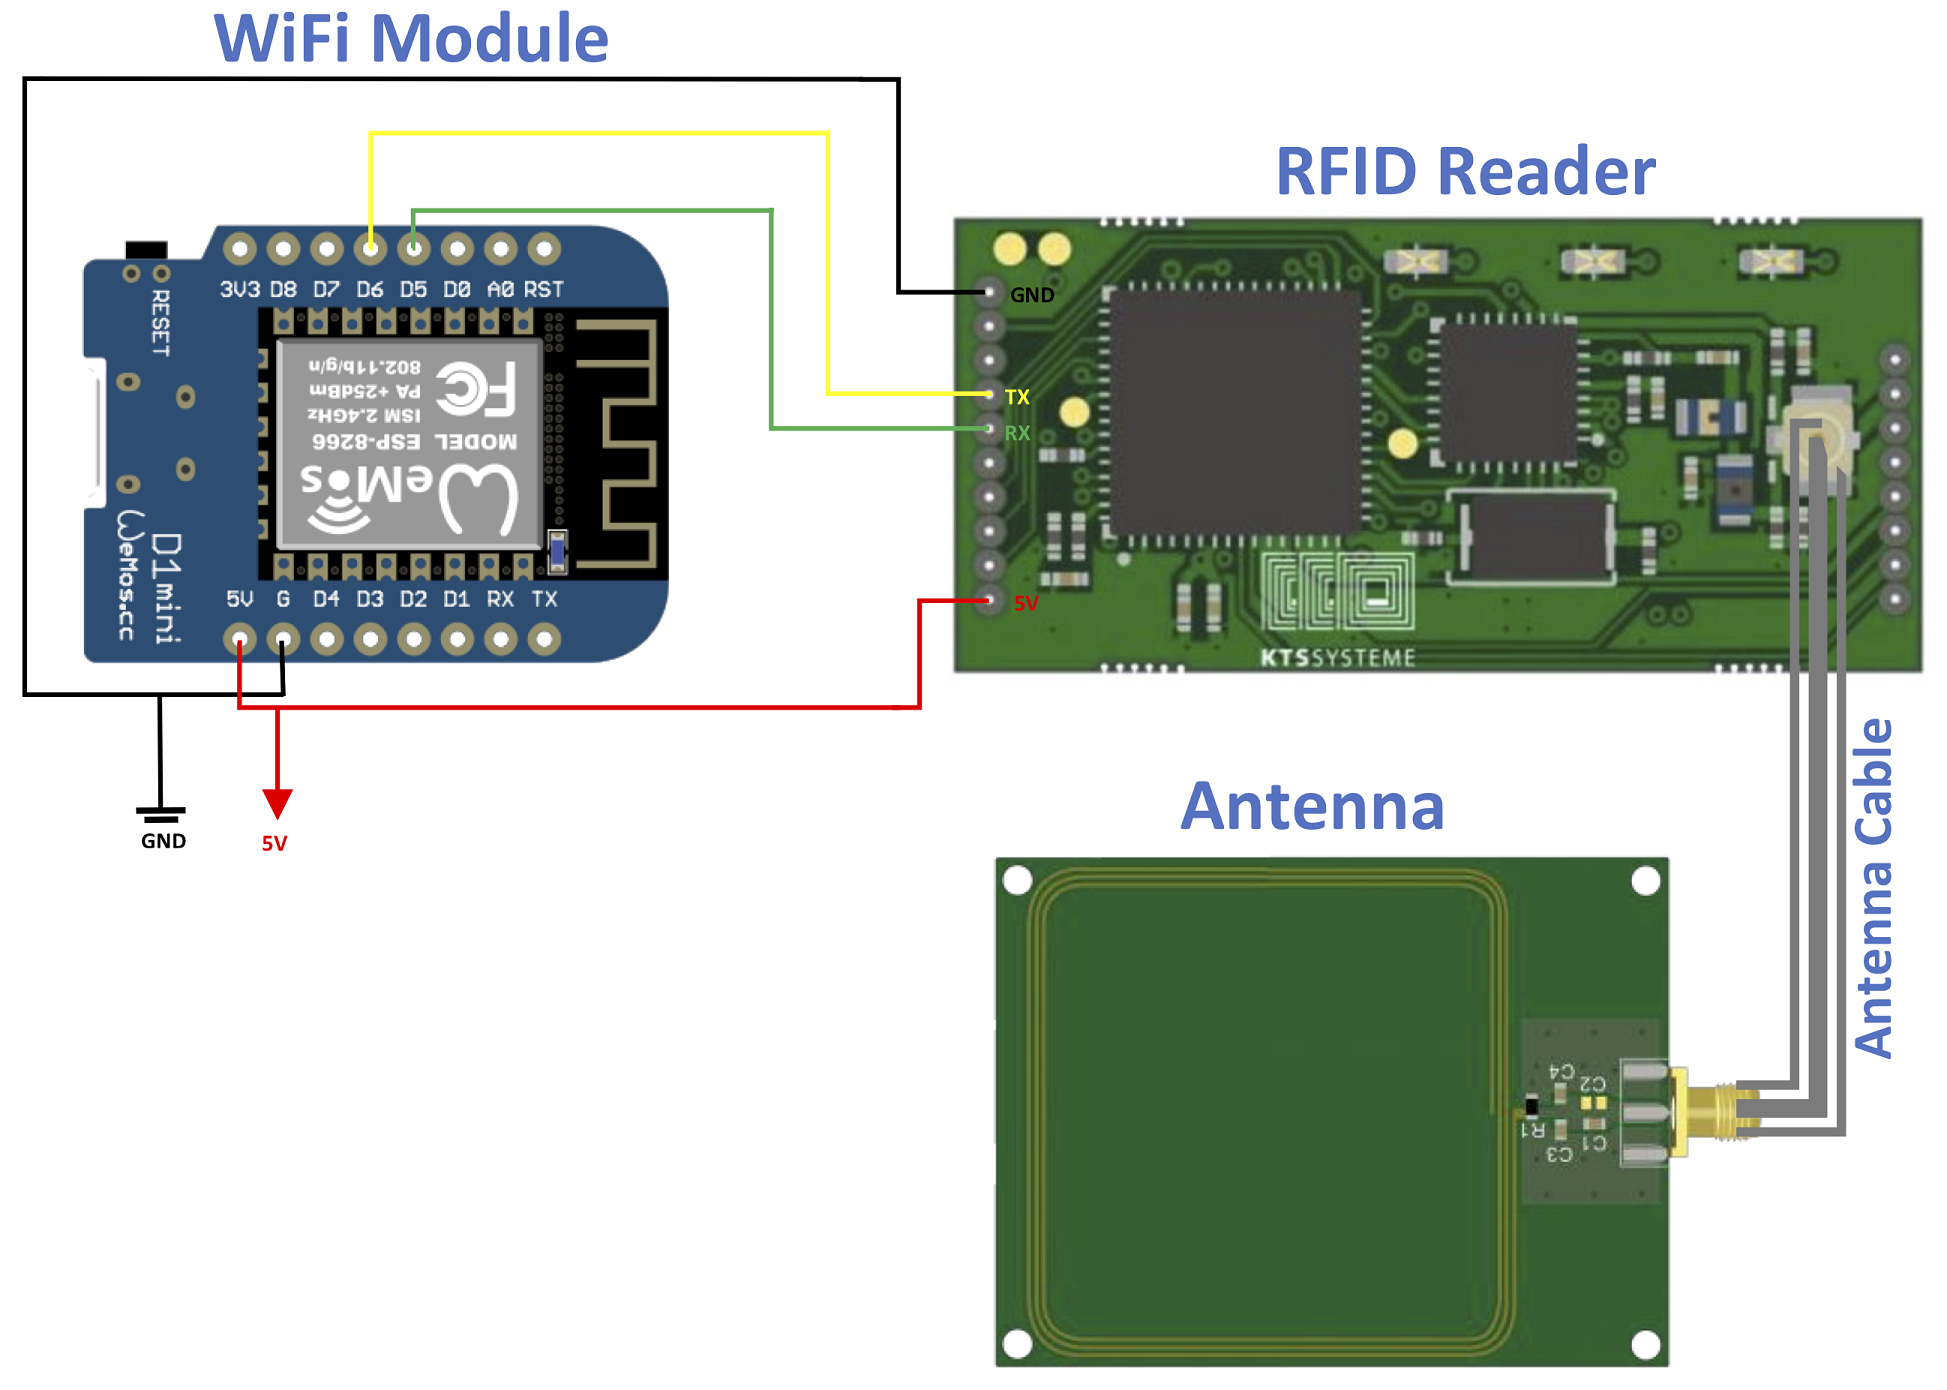 WiFi Module
RFID Reader
3V3 D8 D7 D6 D5 D0 A0 RST
RESET
802.11b/g/n
PA +25dBm
ISM 2.4GHz
MODEL ESP-8266
FC
WeMos
D1mini
WeMos.cc
5V G D4 D3 D2 D1 RX TX
GND
TX
RX
5V
KTSSYSTEME
GND
5V
Antenna
Antenna Cable
C4
C2
R1
C1
C3